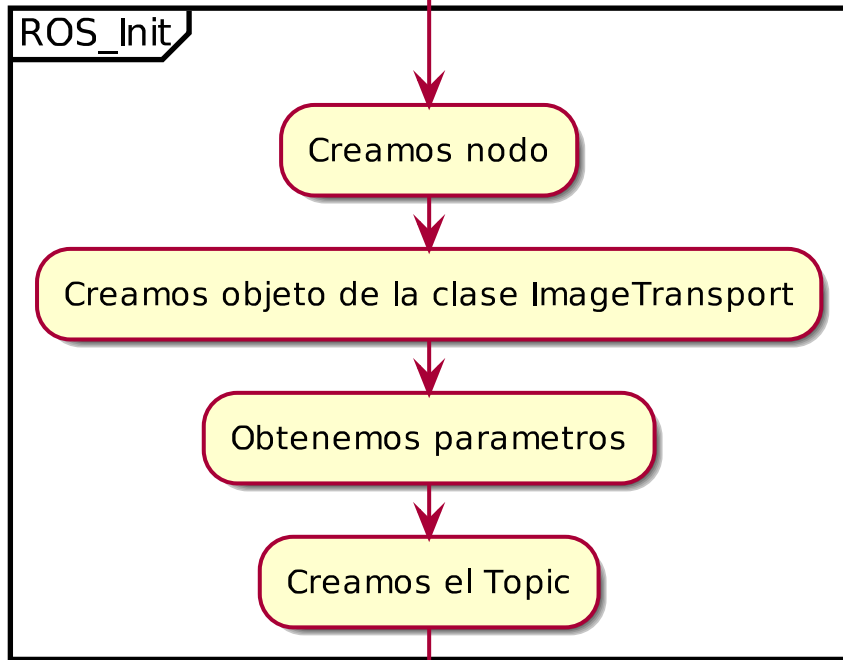 ROS_Init
Creamos nodo
Creamos objeto de la clase ImageTransport
Obtenemos parametros
Creamos el Topic